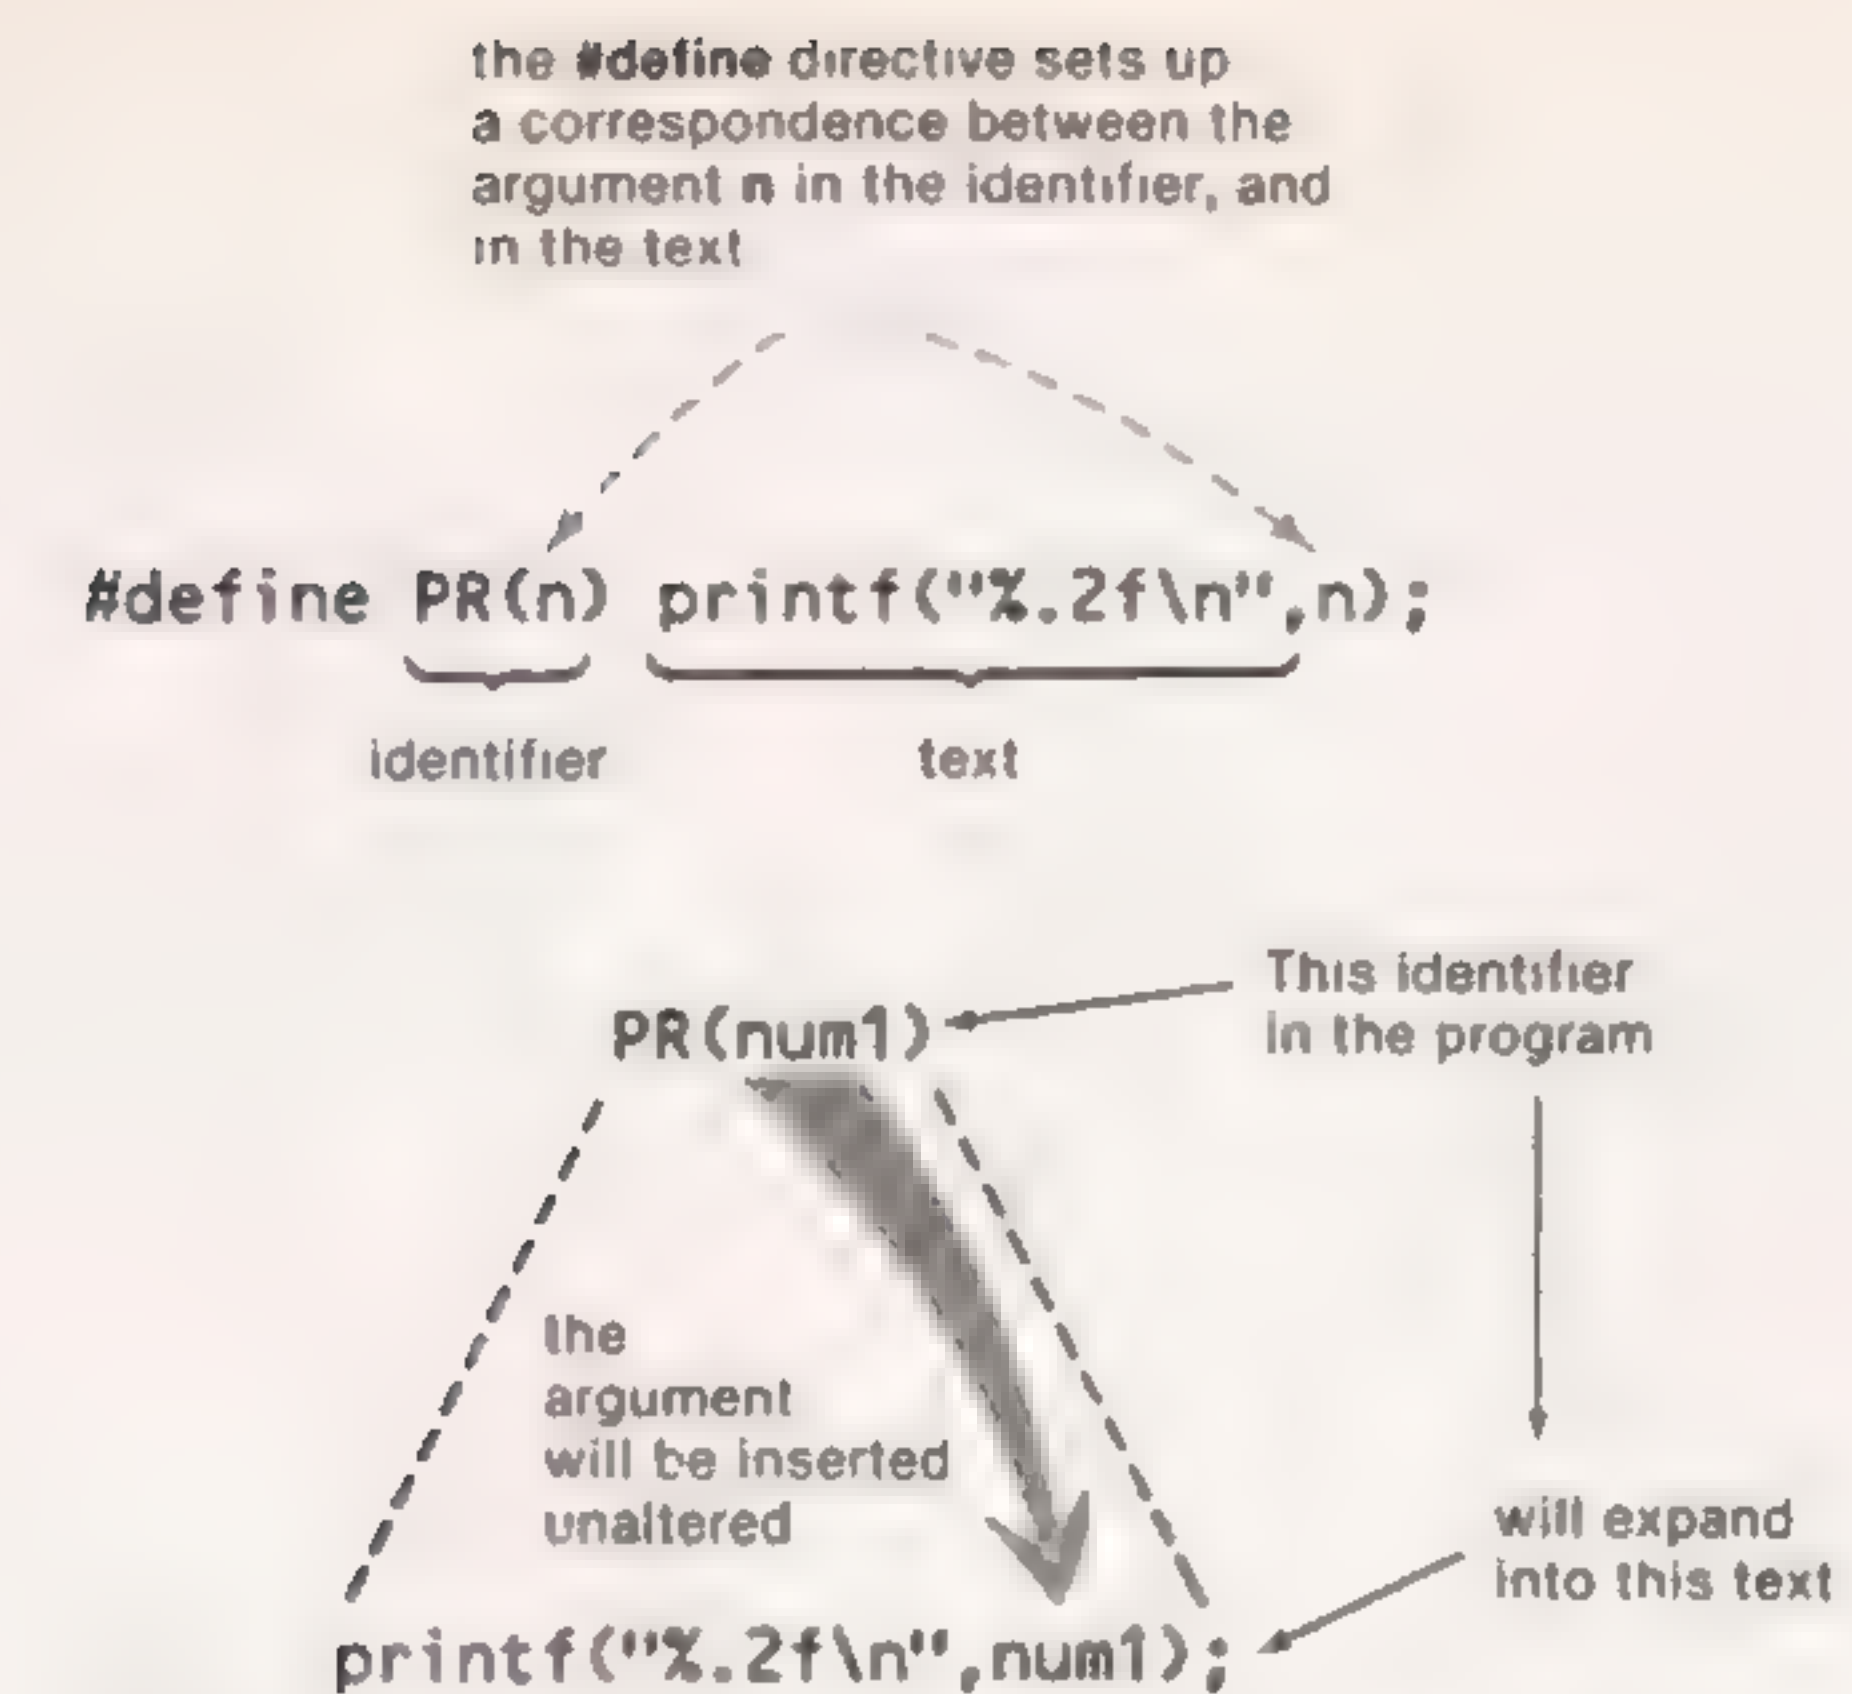 the #define directive sets up
a correspondence between the
argument n in the identifier, and
in the text
#define PR(n) printf("%.2f\n",n);
identifier
text
PR(num1)
This identifier
in the program
the
argument
will be inserted
unaltered
will expand
into this text
printf("%.2f\n",num1);